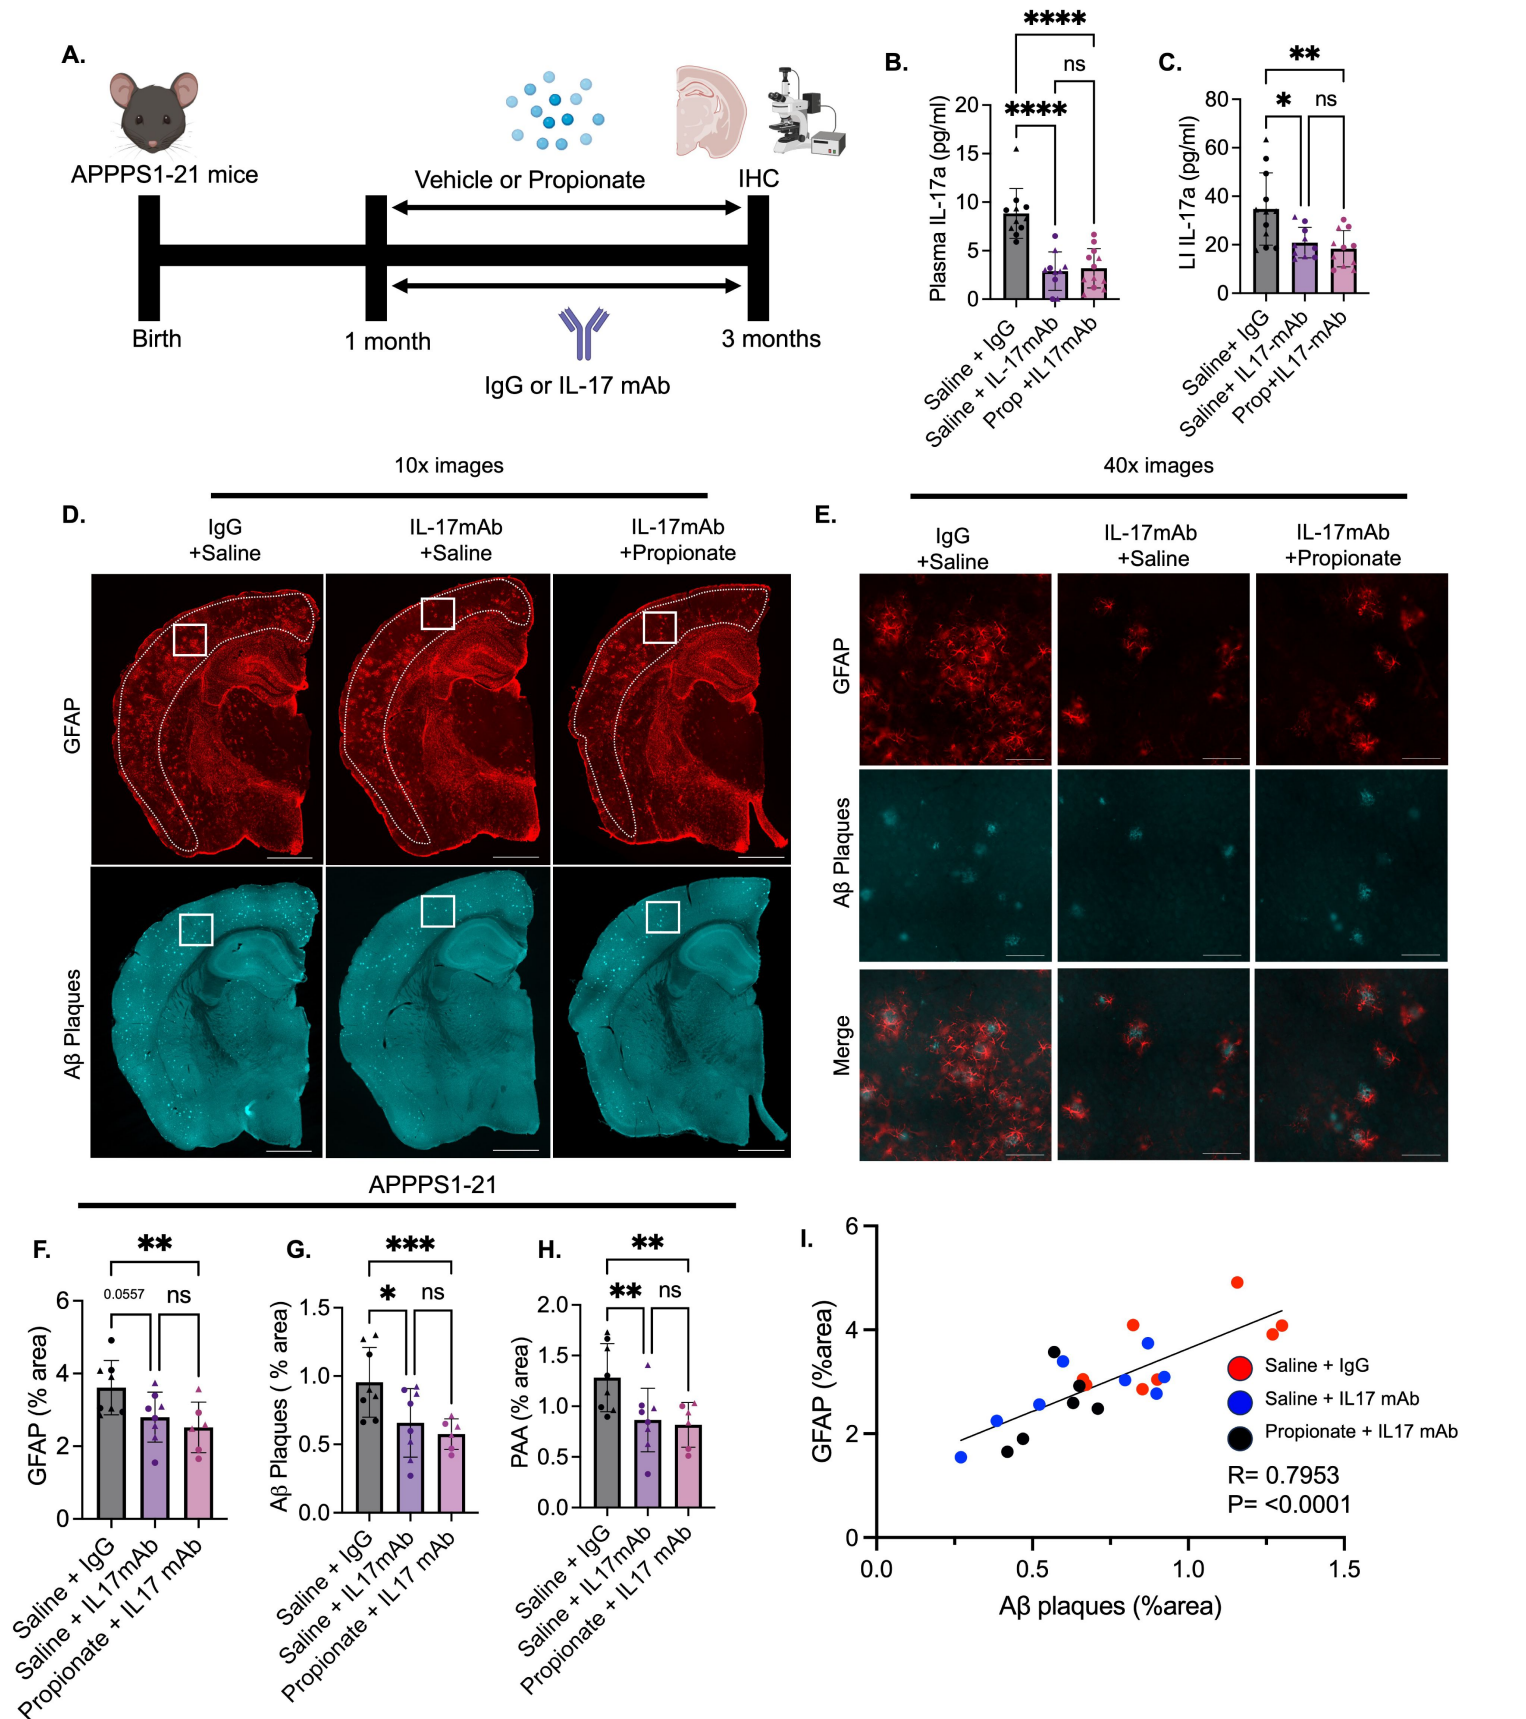 A.
APPPS1-21 mice
Vehicle or Propionate
IHC
Birth
1 month
3 months
IgG or IL-17 mAb
B.
****
ns
****
Plasma IL-17a (pg/ml)
20
15
10
5
0
Saline + IgG
Saline + IL-17mAb
Prop +IL17mAb
C.
**
*
ns
LI IL-17a (pg/ml)
80
60
40
20
0
Saline+ IgG
Saline+ IL17-mAb
Prop+IL17-mAb
10x images
D.
IgG
+Saline
IL-17mAb
+Saline
IL-17mAb
+Propionate
GFAP
Aβ Plaques
40x images
E.
IgG
+Saline
IL-17mAb
+Saline
IL-17mAb
+Propionate
GFAP
Aβ Plaques
Merge
APPPS1-21
F.
**
0.0557
ns
GFAP (% area)
6
4
2
0
Saline + IgG
Saline + IL17mAb
Propionate + IL17 mAb
G.
***
*
ns
Aβ Plaques ( % area)
1.5
1.0
0.5
0.0
Saline + IgG
Saline + IL17mAb
Propionate + IL17 mAb
H.
**
**
ns
PAA (% area)
2.0
1.5
1.0
0.5
0.0
Saline + IgG
Saline + IL17mAb
Propionate + IL17 mAb
I.
GFAP (%area)
6
4
2
0
0.0
0.5
1.0
1.5
Aβ plaques (%area)
Saline + IgG
Saline + IL17 mAb
Propionate + IL17 mAb
R= 0.7953
P= <0.0001